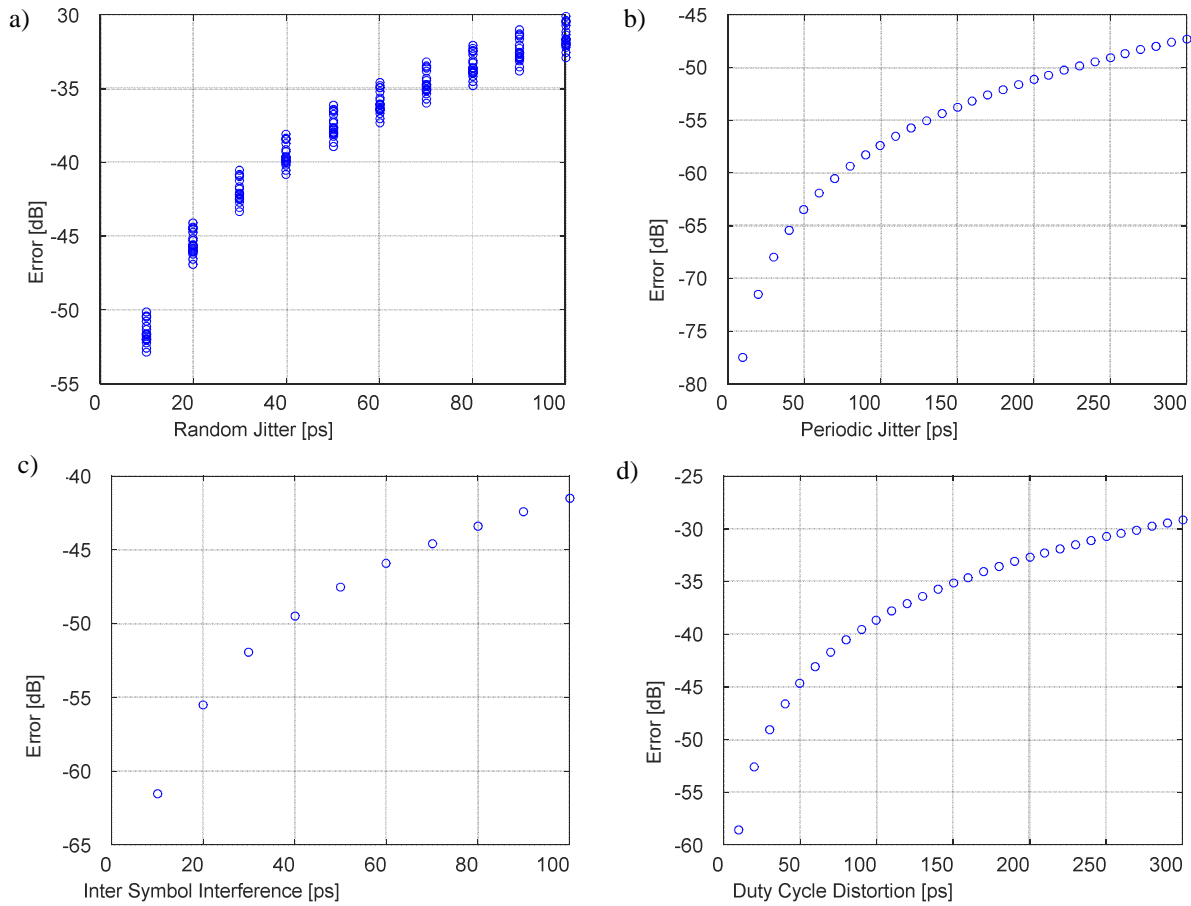 a)
30
-35
-40
-45
-50
-55
Error [dB]
0 20 40 60 80 100
Random Jitter [ps]
b)
-45
-50
-55
-60
-65
-70
-75
-80
Error [dB]
0 50 100 150 200 250 300
Periodic Jitter [ps]
c)
-40
-45
-50
-55
-60
-65
Error [dB]
0 20 40 60 80 100
Inter Symbol Interference [ps]
d)
-25
-30
-35
-40
-45
-50
-55
-60
Error [dB]
0 50 100 150 200 250 300
Duty Cycle Distortion [ps]